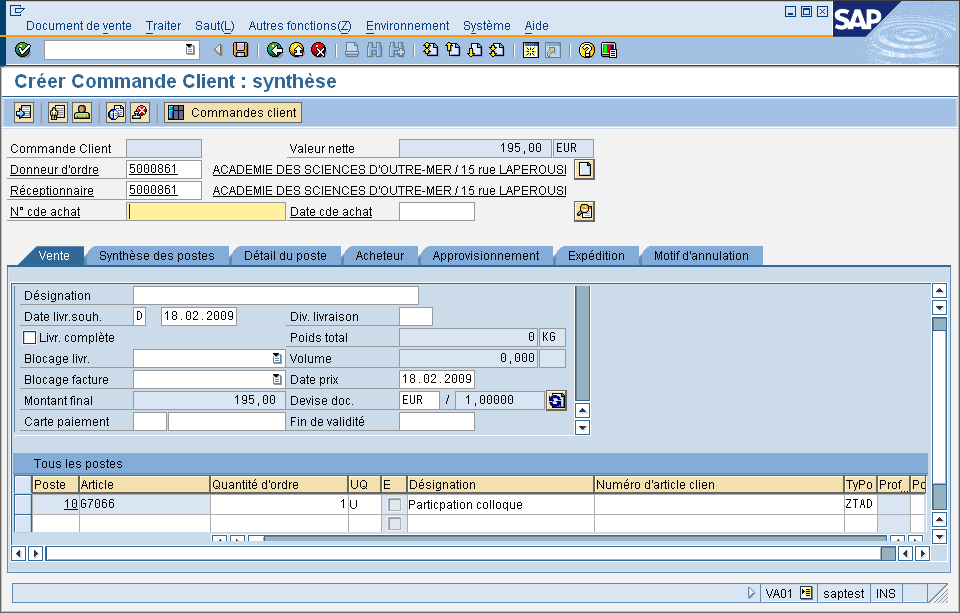 Document de vente Traiter Saut(L) Autres fonctions(Z) Environnement Système Aide
SAP
Créer Commande Client : synthèse
Commandes client
Commande Client Valeur nette 195,00 EUR
Donneur d'ordre 5000861 ACADEMIE DES SCIENCES D'OUTRE-MER / 15 rue LAPEROUSI
Réceptionnaire 5000861 ACADEMIE DES SCIENCES D'OUTRE-MER / 15 rue LAPEROUSI
N° cde achat Date cde achat
Vente Synthèse des postes Détail du poste Acheteur Approvisionnement Expédition Motif d'annulation
Désignation
Date livr.souh. D 18.02.2009 Div. livraison
Livr. complète Poids total 0 KG
Blocage livr. Volume 0,000
Blocage facture Date prix 18.02.2009
Montant final 195,00 Devise doc. EUR / 1,00000
Carte paiement Fin de validité
Tous les postes
Poste Article Quantité d'ordre UQ E Désignation Numéro d'article clien TyPo Prof... Po
10 G7066 1 U Particpation colloque ZTAD
VA01 saptest INS